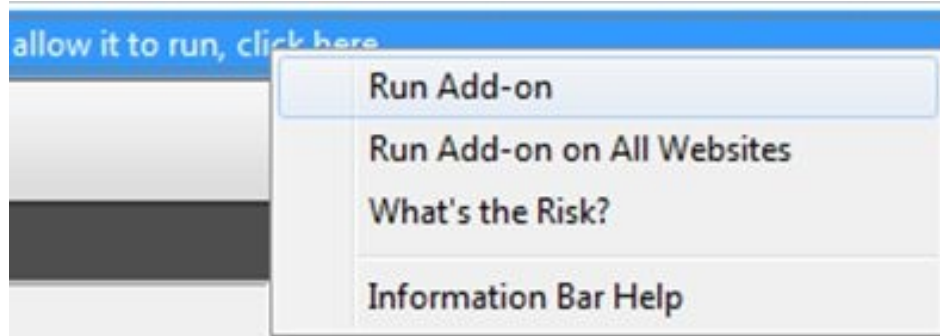 allow it to run, click here
Run Add-on
Run Add-on on All Websites
What's the Risk?
Information Bar Help